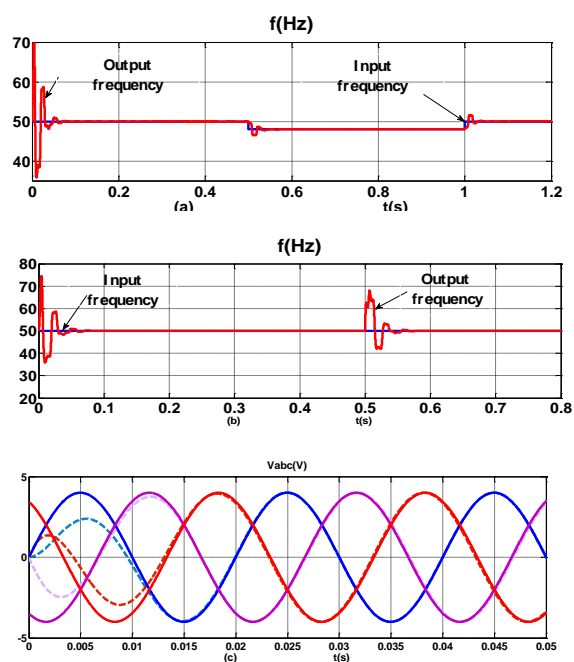 f(Hz)
70
60
50
40
Output
frequency
Input
frequency
0 0.2 0.4 0.6 0.8 1 1.2
(a) t(s)
f(Hz)
80
70
60
50
40
30
20
Input
frequency
Output
frequency
0 0.1 0.2 0.3 0.4 0.5 0.6 0.7 0.8
(b) t(s)
Vabc(V)
5
0
-5
0 0.005 0.01 0.015 0.02 0.025 0.03 0.035 0.04 0.045 0.05
(c) t(s)